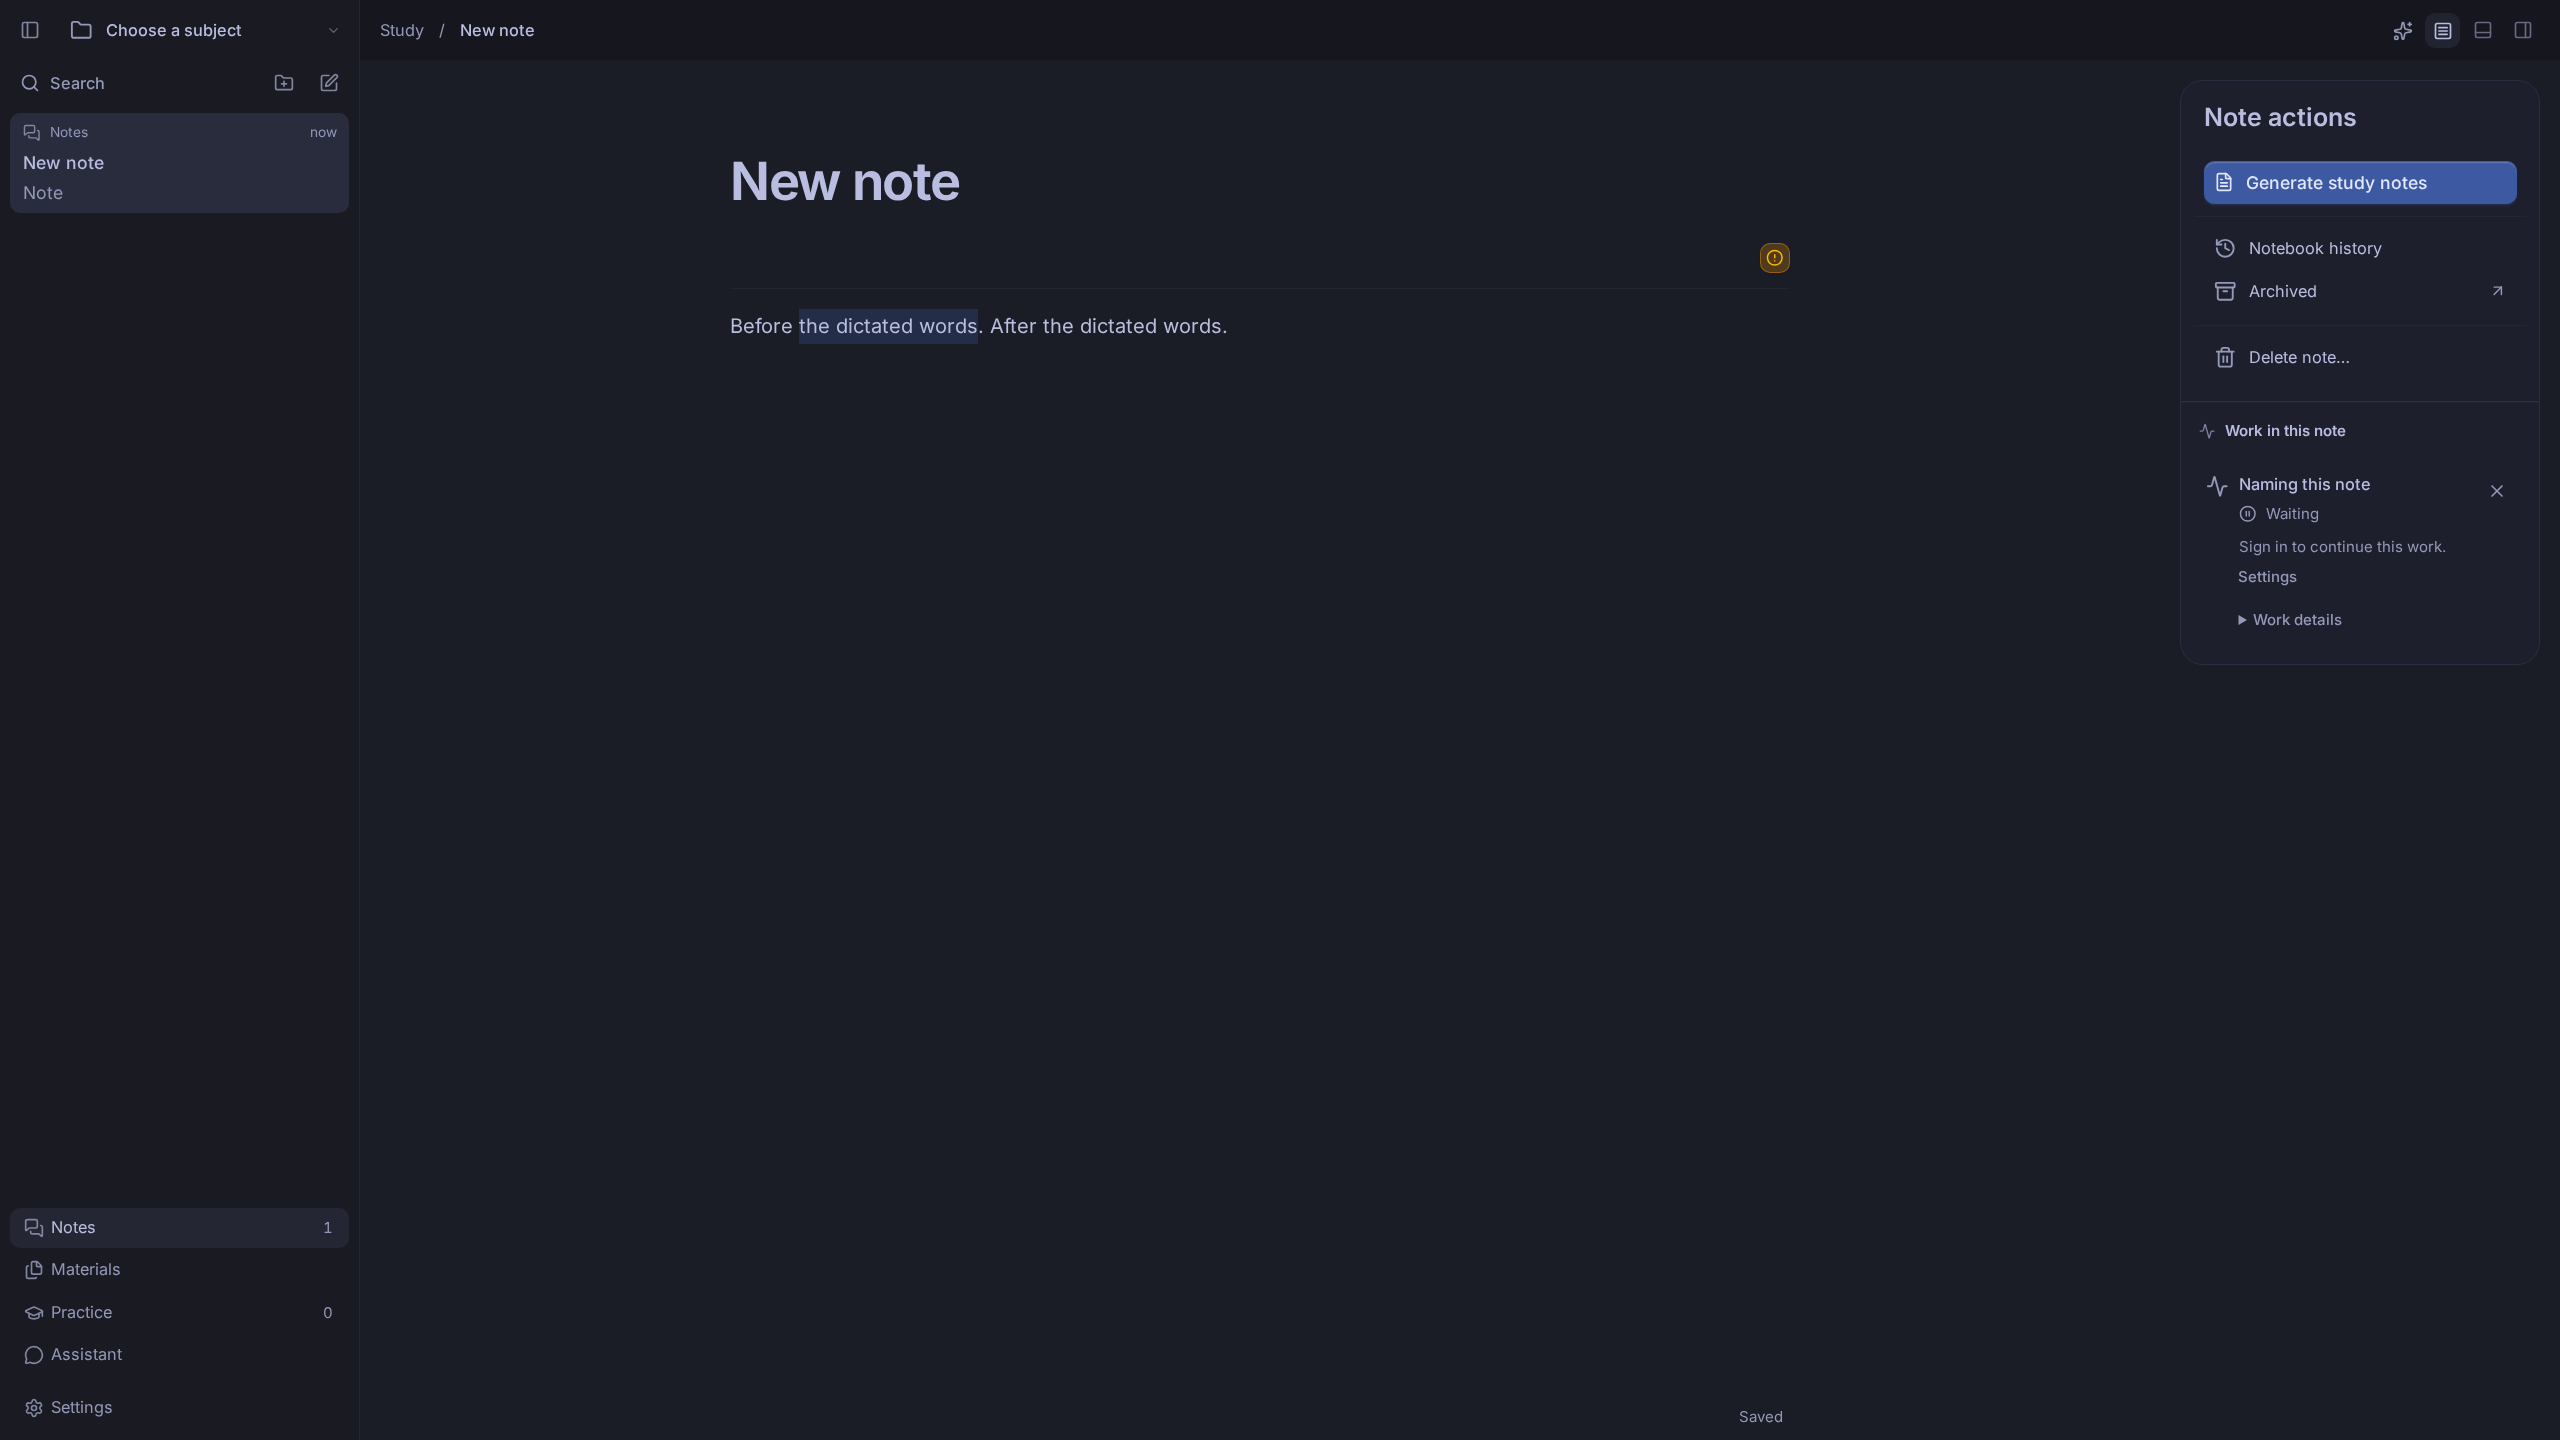 Choose a subject
Search
Notes
now
New note
Note
Notes
1
Materials
Practice
0
Assistant
Settings
Study / New note
New note
Before the dictated words. After the dictated words.
Saved
Note actions
Generate study notes
Notebook history
Archived
Delete note...
Work in this note
Naming this note
Waiting
Sign in to continue this work.
Settings
Work details